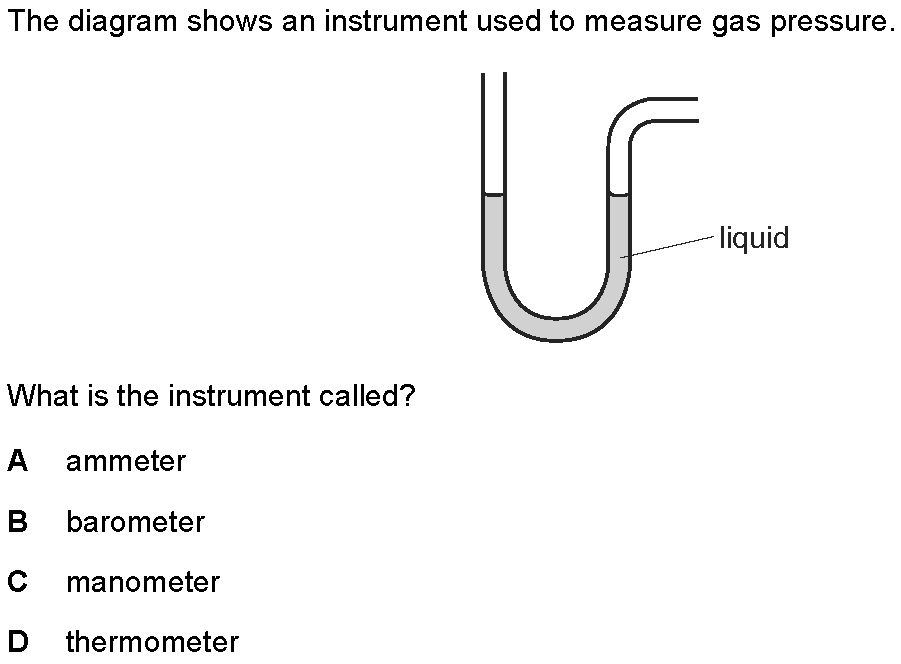 The diagram shows an instrument used to measure gas pressure.
liquid
What is the instrument called?
A ammeter
B barometer
C manometer
D thermometer